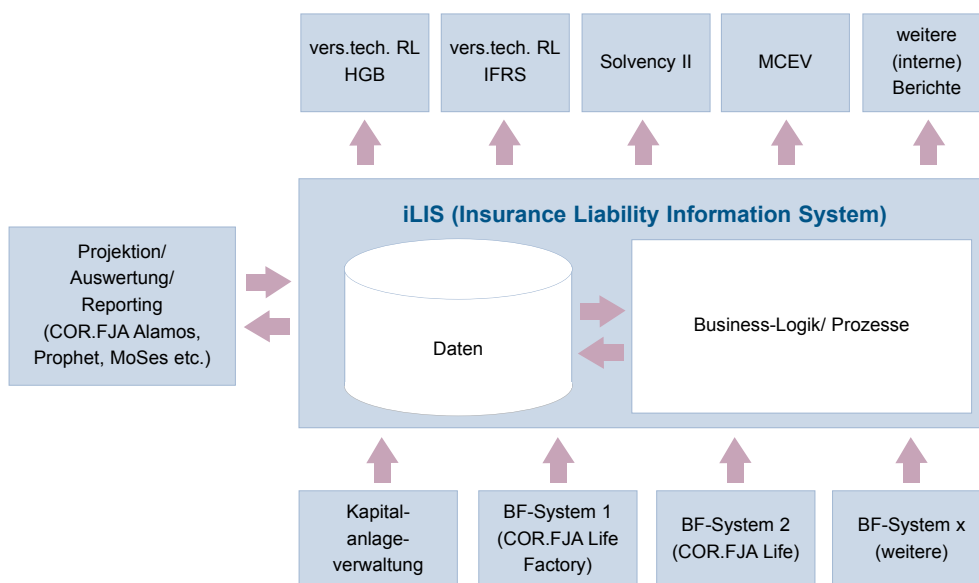 vers.tech. RL
HGB
vers.tech. RL
IFRS
Solvency II
MCEV
weitere
(interne)
Berichte
iLIS (Insurance Liability Information System)
Projektion/
Auswertung/
Reporting
(COR.FJA Alamos,
Prophet, MoSes etc.)
Daten
Business-Logik/ Prozesse
Kapital-
anlage-
verwaltung
BF-System 1
(COR.FJA Life
Factory)
BF-System 2
(COR.FJA Life)
BF-System x
(weitere)